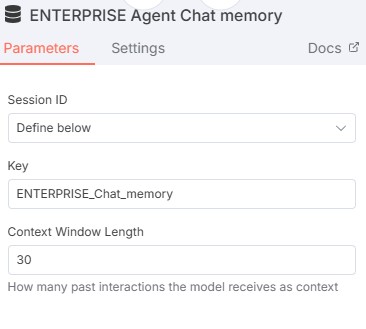 ENTERPRISE Agent Chat memory
Parameters Settings Docs
Session ID
Define below
Key
ENTERPRISE_Chat_memory
Context Window Length
30
How many past interactions the model receives as context